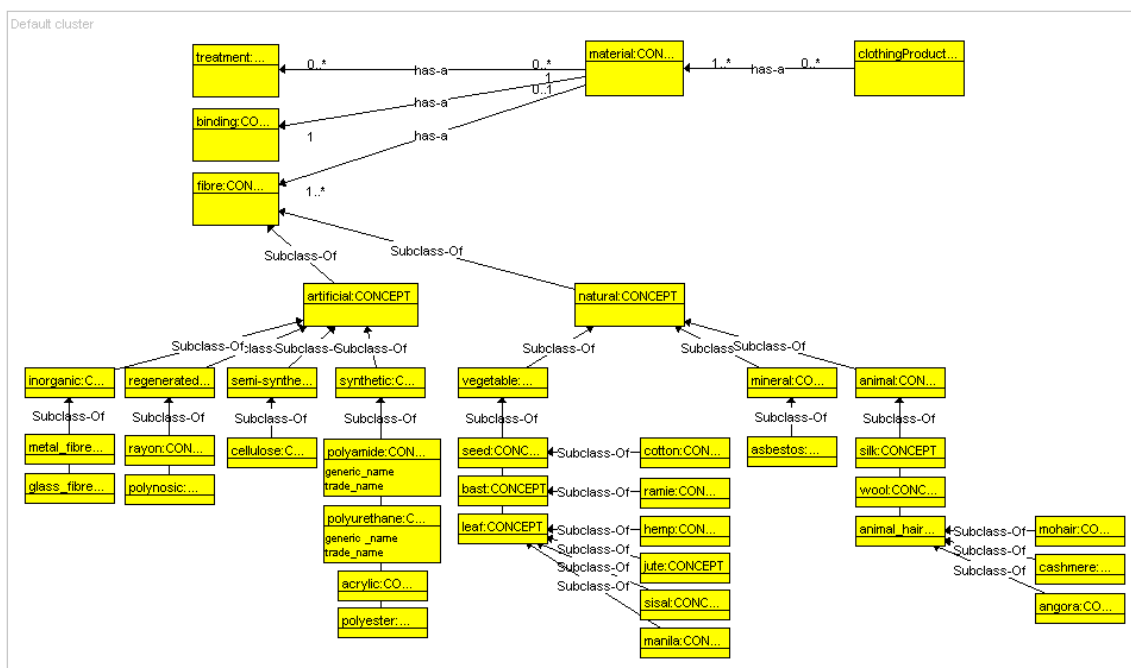 Default cluster
treatment:...
0..*
has-a
0..*
material:CON...
1..*
has-a
0..*
clothingProduct...
binding:CO...
1
has-a
1
fibre:CON...
1..*
has-a
0..1
Subclass-Of
Subclass-Of
artificial:CONCEPT
natural:CONCEPT
Subclass-Of
class-
Subclass-
Subclass-Of
Subclass-Of
Subclass
Subclass-Of
inorganic:C...
regenerated...
semi-synthe...
synthetic:C...
vegetable:...
mineral:CO...
animal:CON...
Subclass-Of
Subclass-Of
Subclass-Of
Subclass-Of
Subclass-Of
Subclass-Of
Subclass-Of
metal_fibre...
rayon:CON...
cellulose:C...
polyamide:CON...
generic_name
trade_name
seed:CONC...
Subclass-Of
cotton:CON...
asbestos:...
silk:CONCEPT
glass_fibre...
polynosic:...
bast:CONCEPT
Subclass-Of
ramie:CON...
wool:CONC...
polyurethane:C...
generic _name
trade_name
leaf:CONCEPT
Subclass-Of
hemp:CON...
animal_hair...
Subclass-Of
mohair:CO...
Subclass-Of
jute:CONCEPT
Subclass-Of
cashmere:...
acrylic:CO...
Subclass-Of
sisal:CONC...
Subclass-Of
angora:CO...
polyester:...
manila:CON...